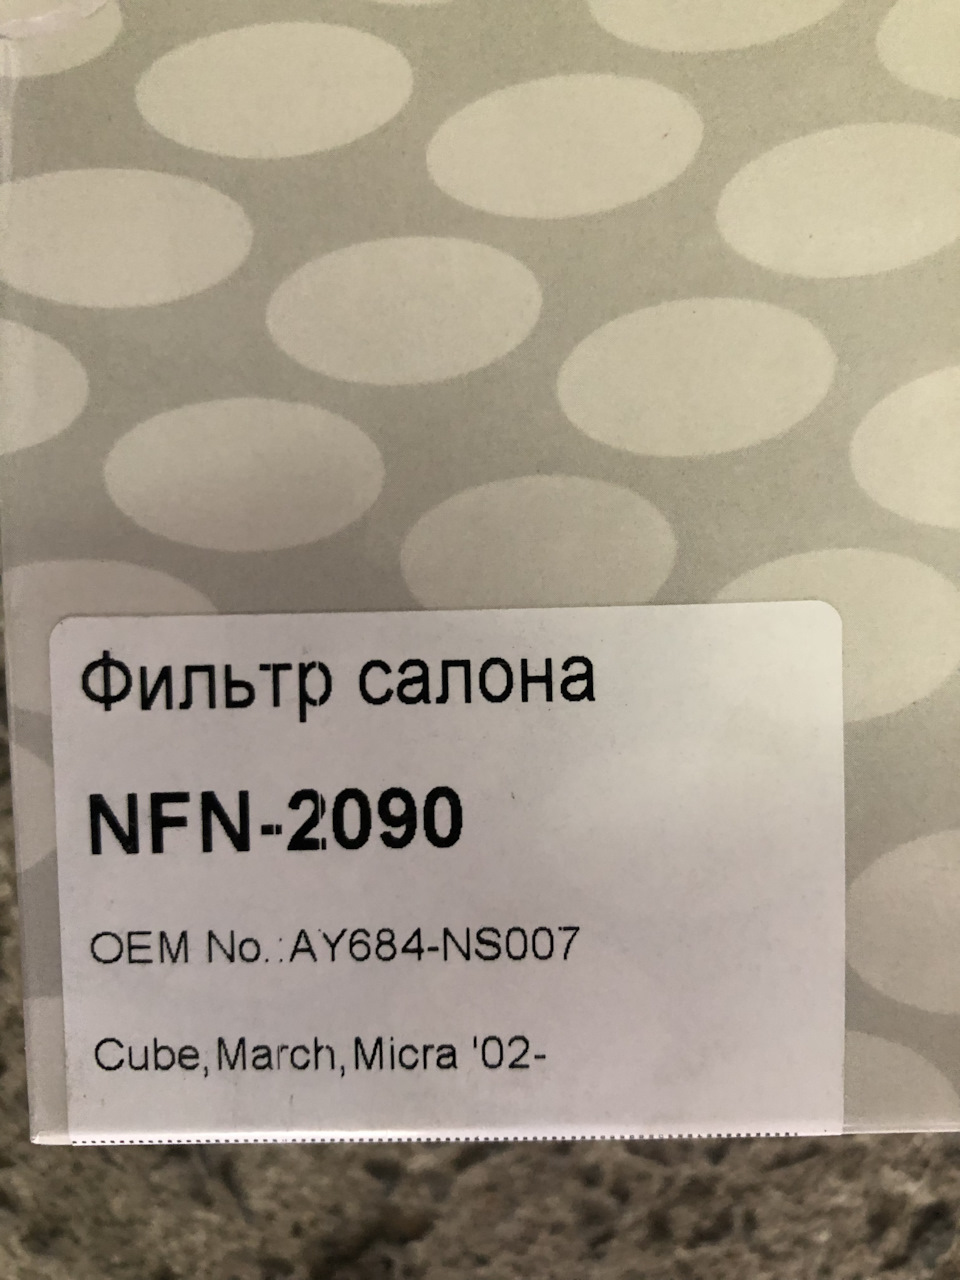 Фильтр салона
NFN-2090
OEM No.:AY684-NS007
Cube,March,Micra '02-